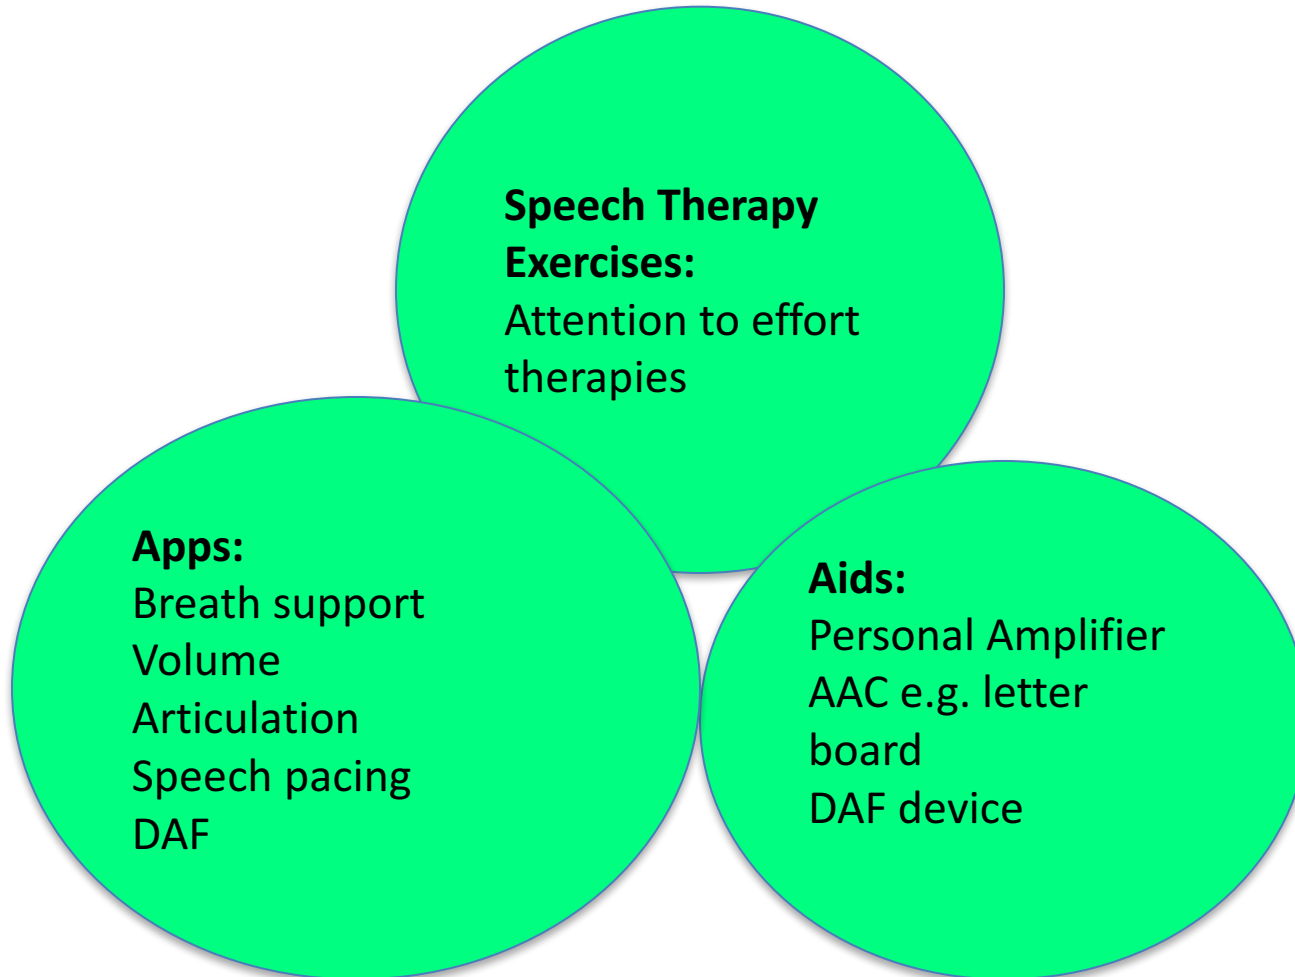 Speech Therapy
Exercises:
Attention to effort
therapies
Apps:
Breath support
Volume
Articulation
Speech pacing
DAF
Aids:
Personal Amplifier
AAC e.g. letter
board
DAF device